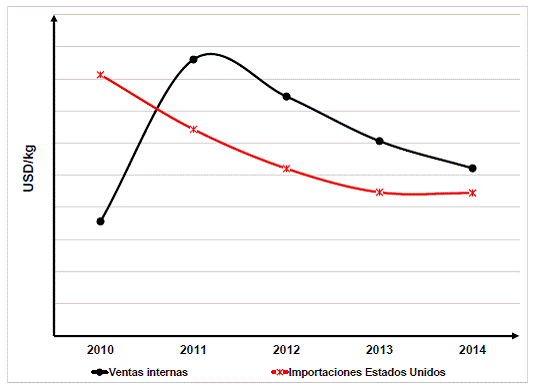 USD/kg
2010 2011 2012 2013 2014
Ventas internas Importaciones Estados Unidos